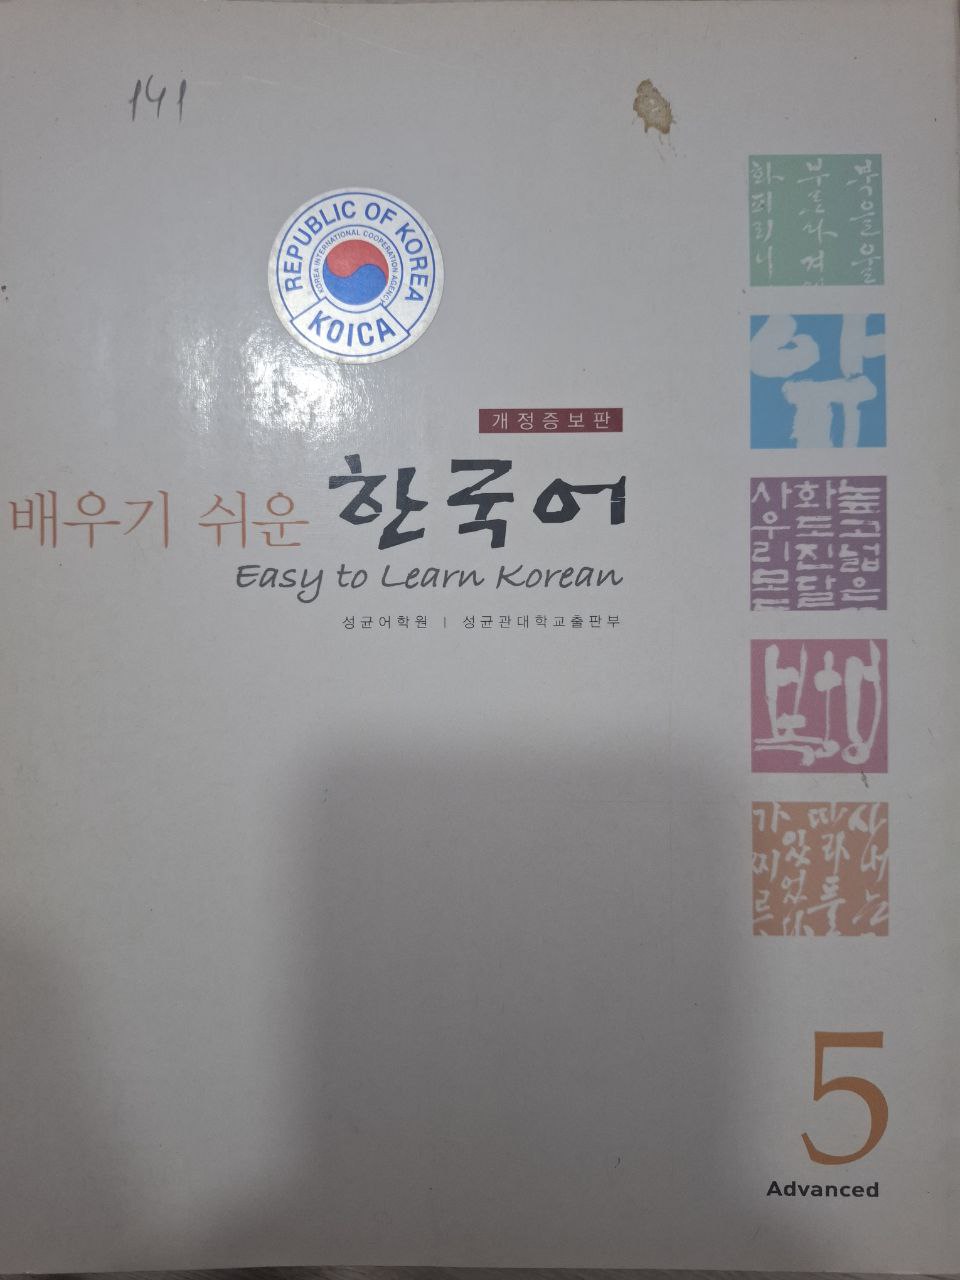 141
REPUBLIC OF KOREA
KOREA INTERNATIONAL COOPERATION AGENCY
KOICA
개정증보판
배우기 쉬운 한국어
Easy to Learn Korean
성균어학원 | 성균관대학교출판부
5
Advanced